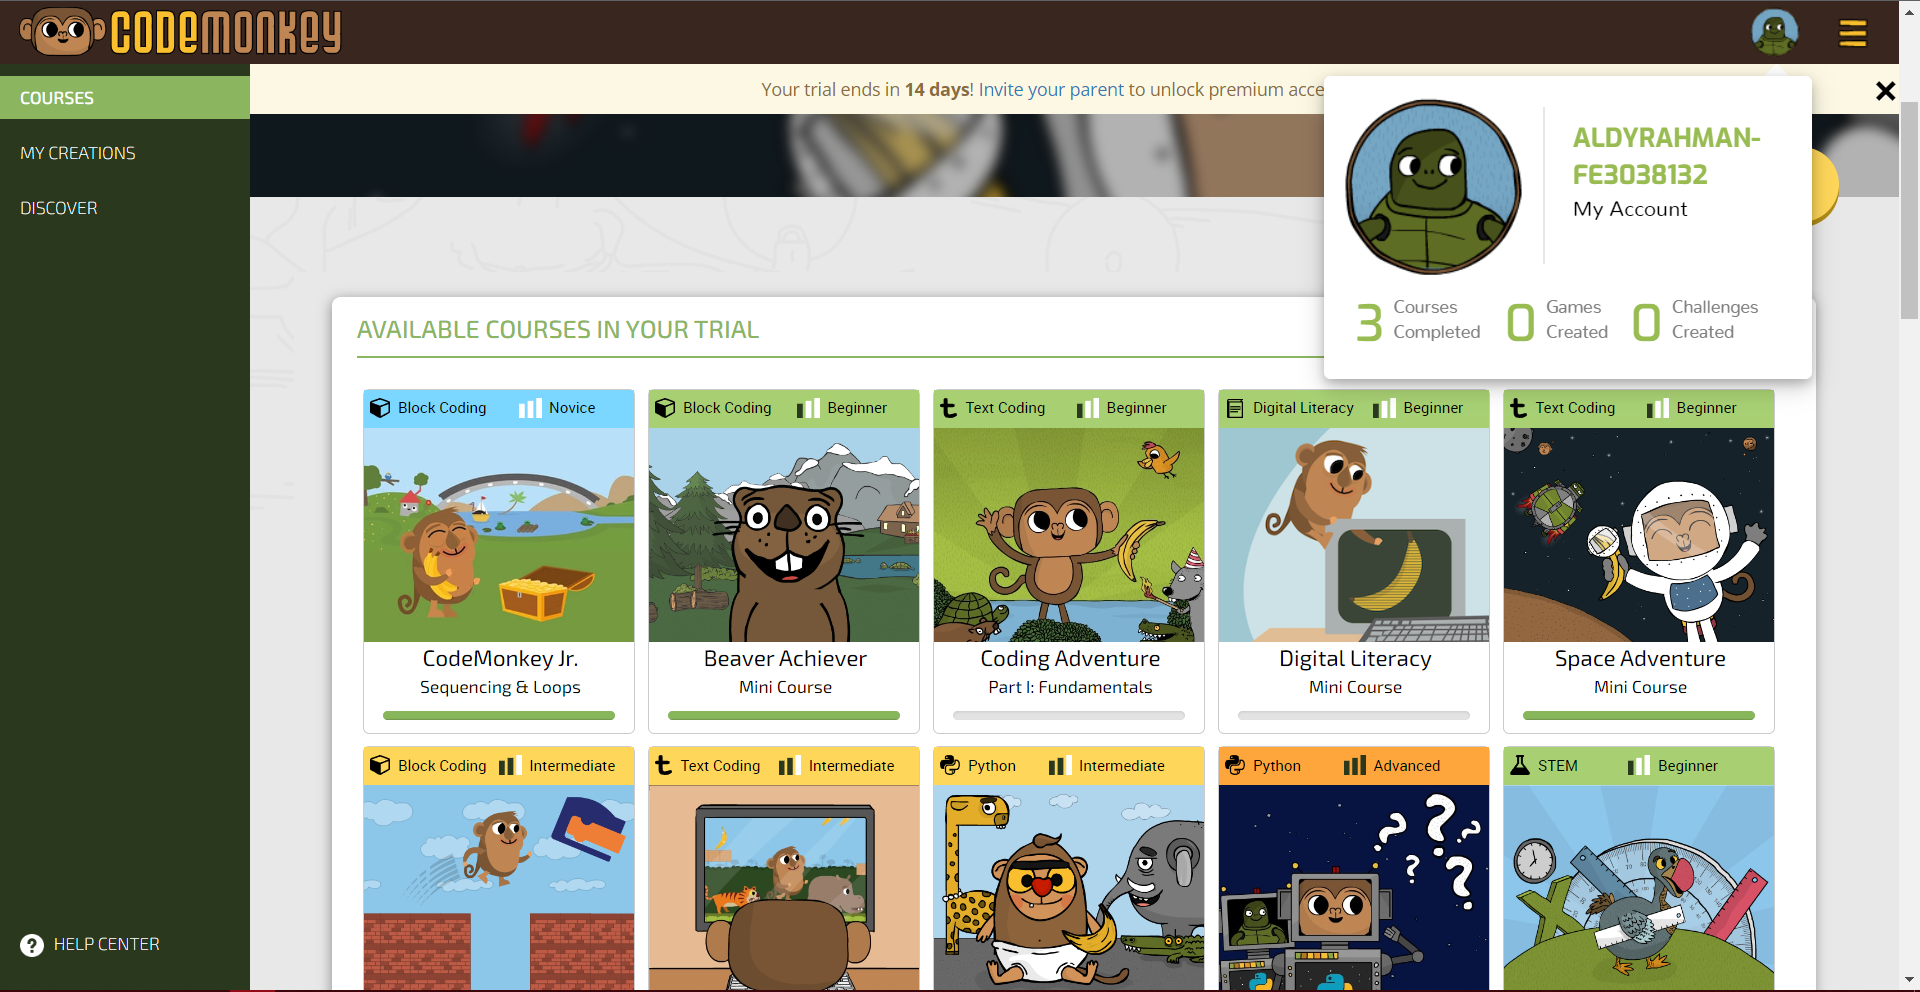 CODEMONKEY
COURSES
MY CREATIONS
DISCOVER
HELP CENTER
Your trial ends in 14 days! Invite your parent to unlock premium acce
ALDYRAHMAN-
FE3038132
My Account
3 Courses Completed
0 Games Created
0 Challenges Created
AVAILABLE COURSES IN YOUR TRIAL
Block Coding Novice
CodeMonkey Jr.
Sequencing & Loops
Block Coding Beginner
Beaver Achiever
Mini Course
Text Coding Beginner
Coding Adventure
Part I: Fundamentals
Digital Literacy Beginner
Digital Literacy
Mini Course
Text Coding Beginner
Space Adventure
Mini Course
Block Coding Intermediate
Text Coding Intermediate
Python Intermediate
Python Advanced
STEM Beginner